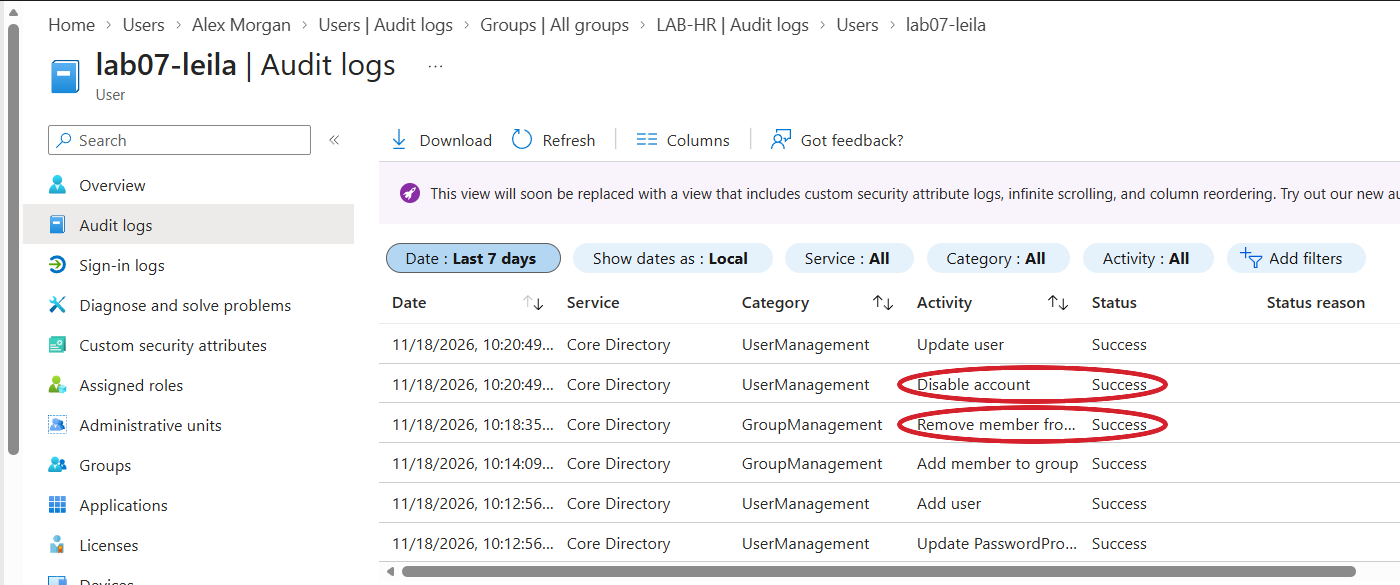 Home > Users > Alex Morgan > Users | Audit logs > Groups | All groups > LAB-HR | Audit logs > Users > lab07-leila
lab07-leila | Audit logs ...
User
Search «
Download Refresh Columns Got feedback?
This view will soon be replaced with a view that includes custom security attribute logs, infinite scrolling, and column reordering. Try out our new au
Overview
Audit logs
Sign-in logs
Diagnose and solve problems
Custom security attributes
Assigned roles
Administrative units
Groups
Applications
Licenses
Devices
Date : Last 7 days Show dates as : Local Service : All Category : All Activity : All Add filters
Date Service Category Activity Status Status reason
11/18/2026, 10:20:49... Core Directory UserManagement Update user Success
11/18/2026, 10:20:49... Core Directory UserManagement Disable account Success
11/18/2026, 10:18:35... Core Directory GroupManagement Remove member fro... Success
11/18/2026, 10:14:09... Core Directory GroupManagement Add member to group Success
11/18/2026, 10:12:56... Core Directory UserManagement Add user Success
11/18/2026, 10:12:56... Core Directory UserManagement Update PasswordPro... Success